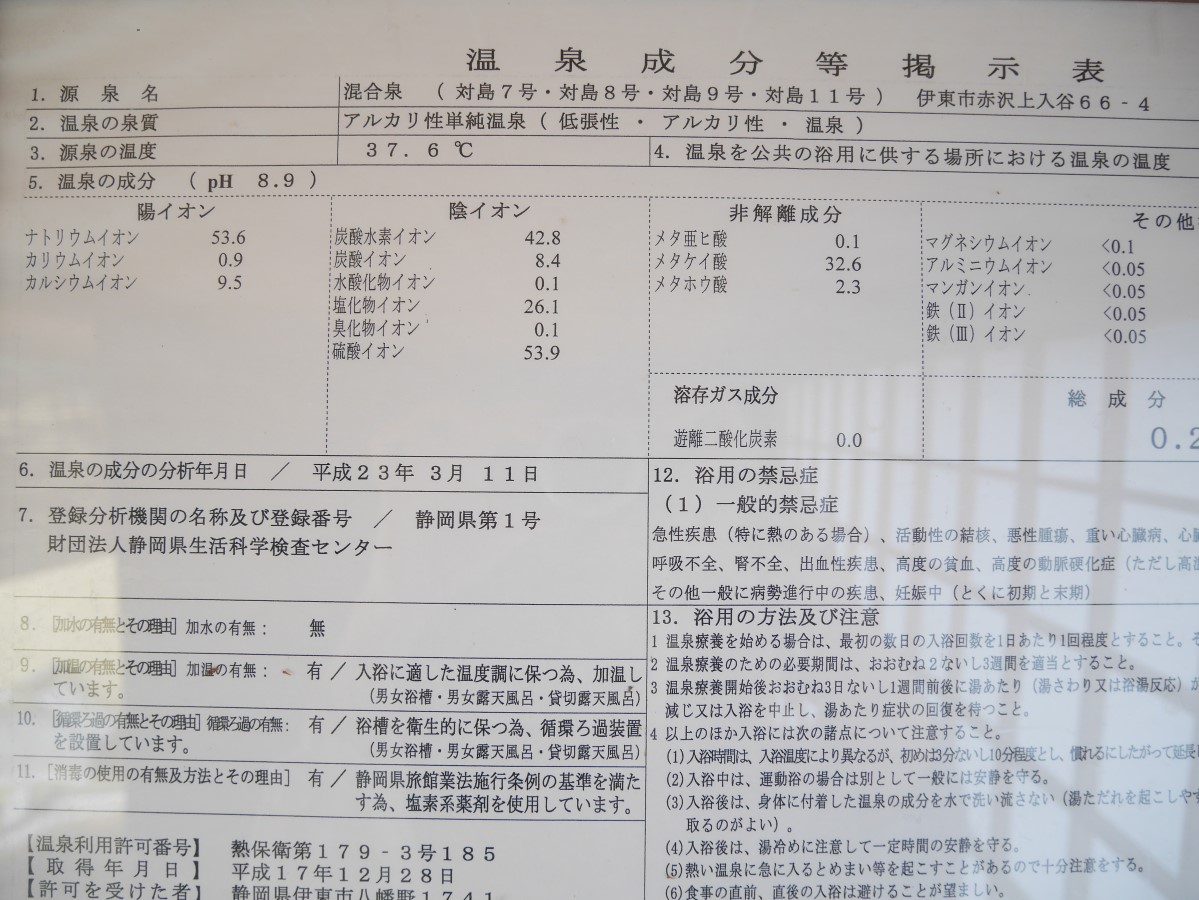 温泉成分等掲示表
1．源泉名 混合泉 （対島７号・対島８号・対島９号・対島１１号） 伊東市赤沢上入谷６６-４
2．温泉の泉質 アルカリ性単純温泉（低張性・アルカリ性・温泉）
3．源泉の温度 ３７．６℃ 4．温泉を公共の浴用に供する場所における温泉の温度
5．温泉の成分 （pH 8.9）
陽イオン
ナトリウムイオン 53.6
カリウムイオン 0.9
カルシウムイオン 9.5
陰イオン
炭酸水素イオン 42.8
炭酸イオン 8.4
水酸化物イオン 0.1
塩化物イオン 26.1
臭化物イオン 0.1
硫酸イオン 53.9
非解離成分
メタ亜ヒ酸 0.1
メタケイ酸 32.6
メタホウ酸 2.3
その他
マグネシウムイオン <0.1
アルミニウムイオン <0.05
マンガンイオン <0.05
鉄（Ⅱ）イオン <0.05
鉄（Ⅲ）イオン <0.05
溶存ガス成分
遊離二酸化炭素 0.0
総成分
0.2
6．温泉の成分の分析年月日 ／ 平成２３年 ３月 １１日
7．登録分析機関の名称及び登録番号 ／ 静岡県第１号
財団法人静岡県生活科学検査センター
8．［加水の有無とその理由］加水の有無： 無
9．［加温の有無とその理由］加温の有無： 有 ／ 入浴に適した温度調に保つ為、加温し
ています。 （男女浴槽・男女露天風呂・貸切露天風呂）
10．［循環ろ過の有無とその理由］循環ろ過の有無： 有 ／ 浴槽を衛生的に保つ為、循環ろ過装置
を設置しています。 （男女浴槽・男女露天風呂・貸切露天風呂）
11．［消毒の使用の有無及方法とその理由］ 有 ／ 静岡県旅館業法施行条例の基準を満た
す為、塩素系薬剤を使用しています。
【温泉利用許可番号】 熱保衛第１７９-３号１８５
【取得年月日】 平成１７年１２月２８日
【許可を受けた者】 静岡県伊東市八幡野１７４１
12．浴用の禁忌症
（１）一般的禁忌症
急性疾患（特に熱のある場合）、活動性の結核、悪性腫瘍、重い心臓病、心臓
呼吸不全、腎不全、出血性疾患、高度の貧血、高度の動脈硬化症（ただし高温
その他一般に病勢進行中の疾患、妊娠中（とくに初期と末期）
13．浴用の方法及び注意
1 温泉療養を始める場合は、最初の数日の入浴回数を1日あたり1回程度とすること。そ
2 温泉療養のための必要期間は、おおむね２ないし3週間を適当とすること。
3 温泉療養開始後おおむね3日ないし1週間前後に湯あたり（湯さわり又は浴湯反応）が
減じ又は入浴を中止し、湯あたり症状の回復を待つこと。
4 以上のほか入浴には次の諸点について注意すること。
(1)入浴時間は、入浴温度により異なるが、初めは3分ないし10分程度とし、慣れるにしたがって延長し
(2)入浴中は、運動浴の場合は別として一般には安静を守る。
(3)入浴後は、身体に付着した温泉の成分を水で洗い流さない（湯ただれを起こしやす
取るのがよい）。
(4)入浴後は、湯冷めに注意して一定時間の安静を守る。
(5)熱い温泉に急に入るとめまい等を起こすことがあるので十分注意をする。
(6)食事の直前、直後の入浴は避けることが望ましい。